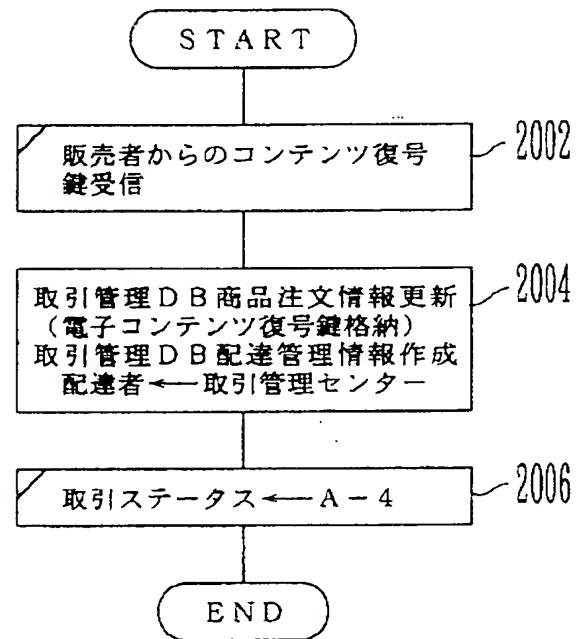 START
販売者からのコンテンツ復号
鍵受信
2002
取引管理DB商品注文情報更新
(電子コンテンツ復号鍵格納)
取引管理DB配達管理情報作成
配達者←取引管理センター
2004
取引ステータス←A-4
2006
END